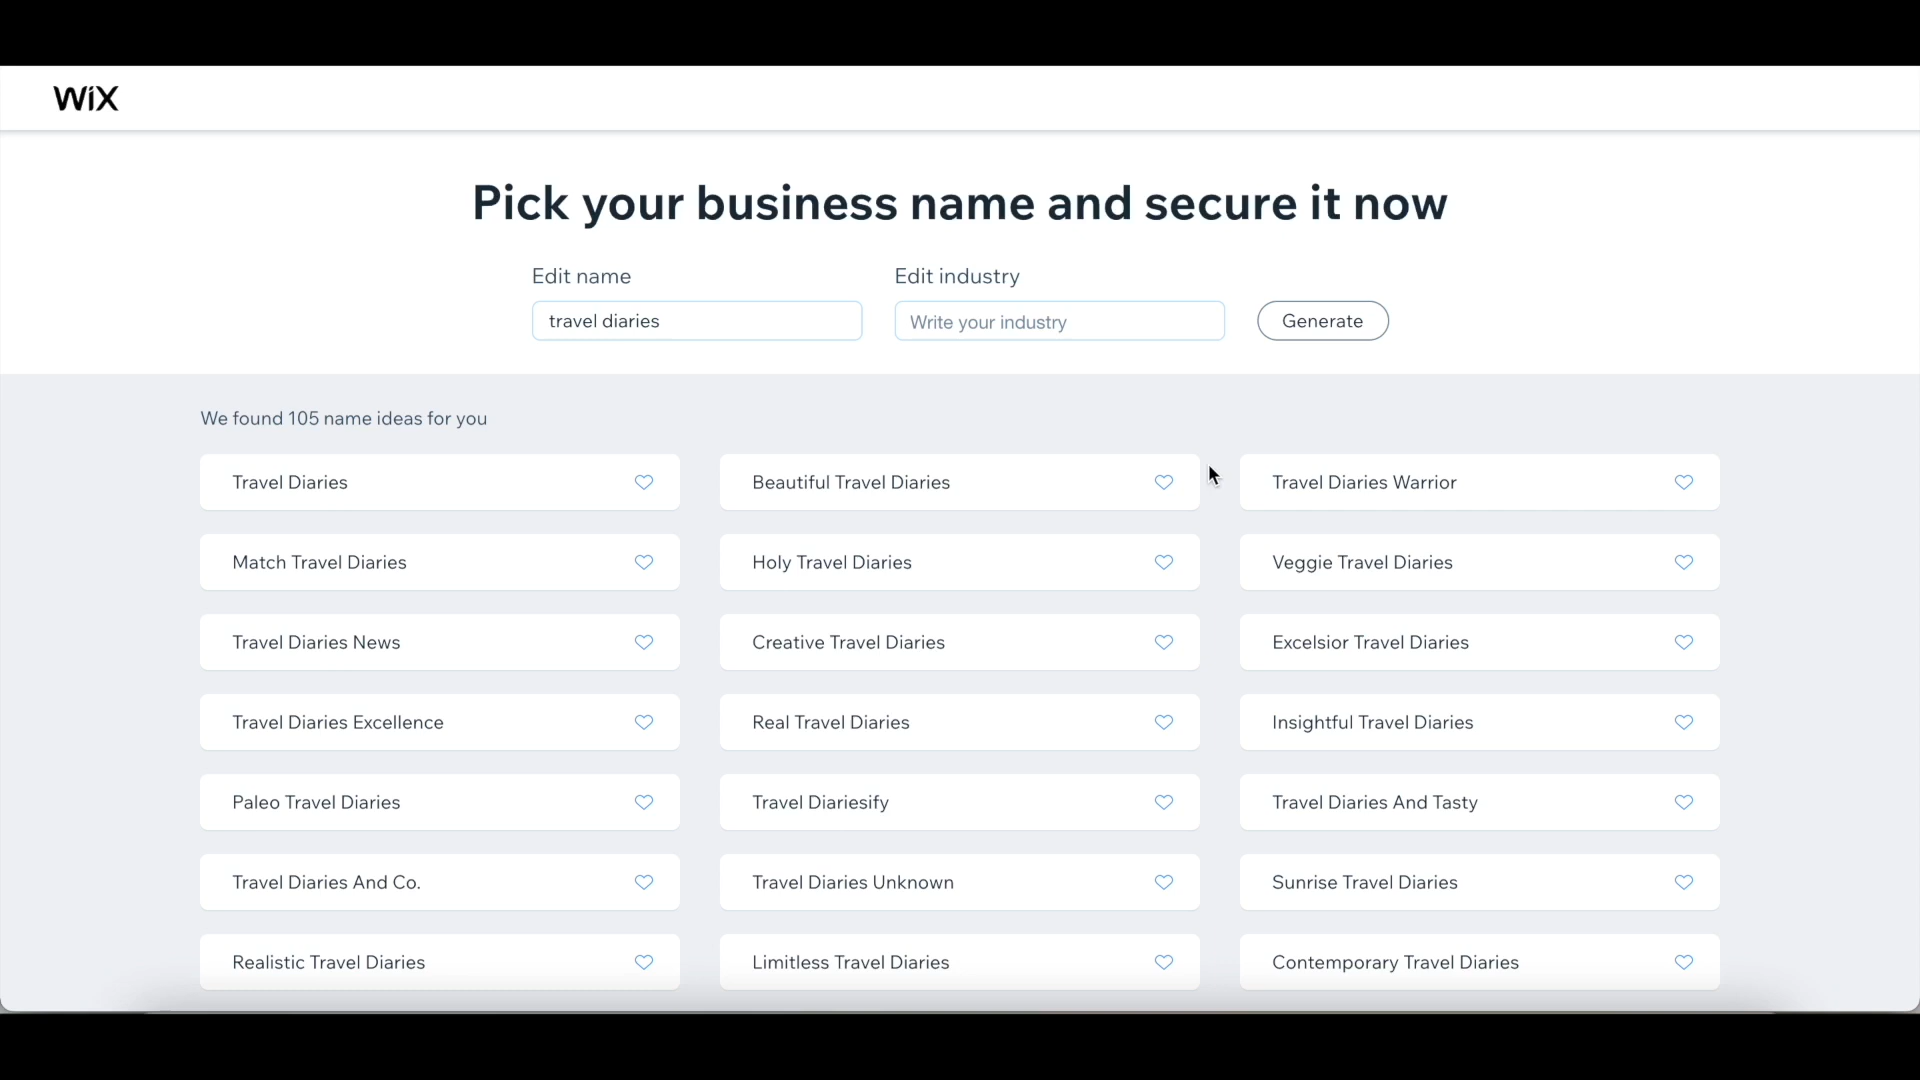 WiX
Pick your business name and secure it now
Edit name
Edit industry
travel diaries
Write your industry
Generate
We found 105 name ideas for you
Travel Diaries
Beautiful Travel Diaries
Travel Diaries Warrior
Match Travel Diaries
Holy Travel Diaries
Veggie Travel Diaries
Travel Diaries News
Creative Travel Diaries
Excelsior Travel Diaries
Travel Diaries Excellence
Real Travel Diaries
Insightful Travel Diaries
Paleo Travel Diaries
Travel Diariesify
Travel Diaries And Tasty
Travel Diaries And Co.
Travel Diaries Unknown
Sunrise Travel Diaries
Realistic Travel Diaries
Limitless Travel Diaries
Contemporary Travel Diaries